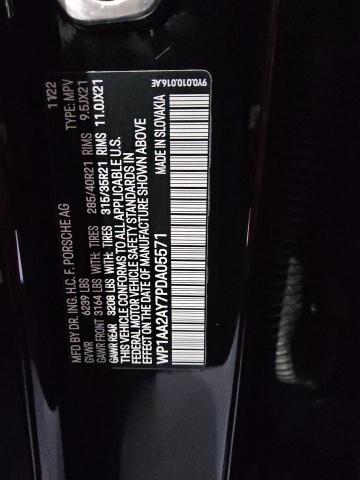 MFD BY DR. ING. H.C. F. PORSCHE AG 11/22
GVWR 6239 LBS TYPE: MPV
GAWR FRONT 3164 LBS WITH: TIRES 285/40R21 RIMS 9.5JX21
GAWR REAR 3208 LBS WITH: TIRES 315/35R21 RIMS 11.0JX21
THIS VEHICLE CONFORMS TO ALL APPLICABLE U.S.
FEDERAL SAFETY STANDARDS IN EFFECT ON
THE DATE OF MANUFACTURE SHOWN ABOVE
WP1AA2AY7PDA05571 MADE IN SLOVAKIA
9Y0.010.016.AE